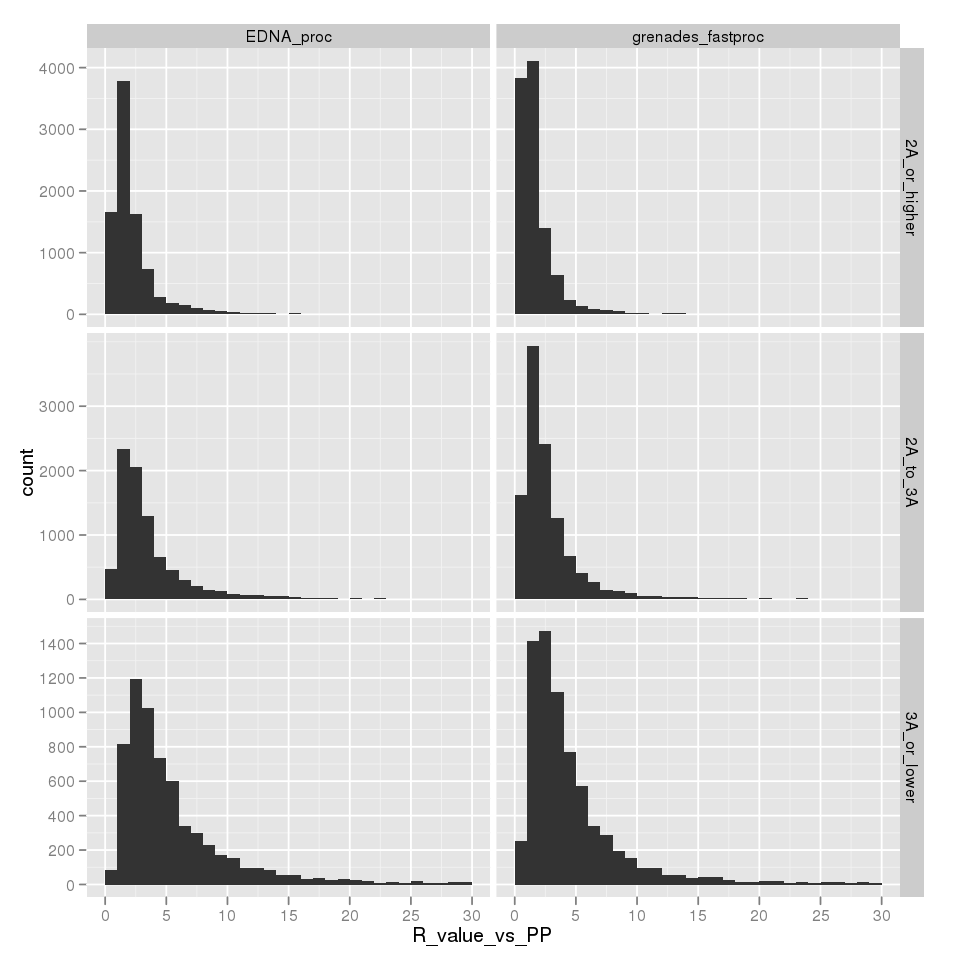 EDNA_proc
grenades_fastproc
4000
3000
2000
1000
0
2A_or_higher
3000
2000
1000
0
2A_to_3A
1400
1200
1000
800
600
400
200
0
3A_or_lower
count
0 5 10 15 20 25 30
0 5 10 15 20 25 30
R_value_vs_PP